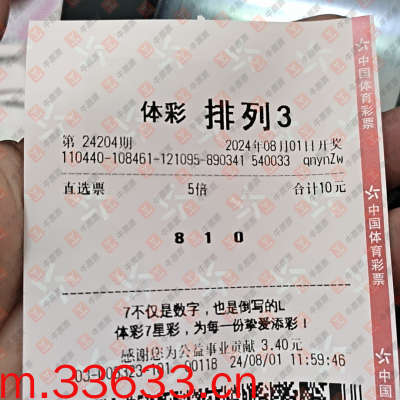 体彩 排列3
第 24204期 2024年08月01日开奖
110440-108461-121095-890341 540033 qnynZw
直选票 5倍 合计10元
8 1 0
7不仅是数字，也是倒写的L
体彩7星彩，为每一份挚爱添彩！
感谢您为公益事业贡献 3.40元
24/08/01 11:59:46
m.33633.cn
中国体育彩票
中国体育彩票